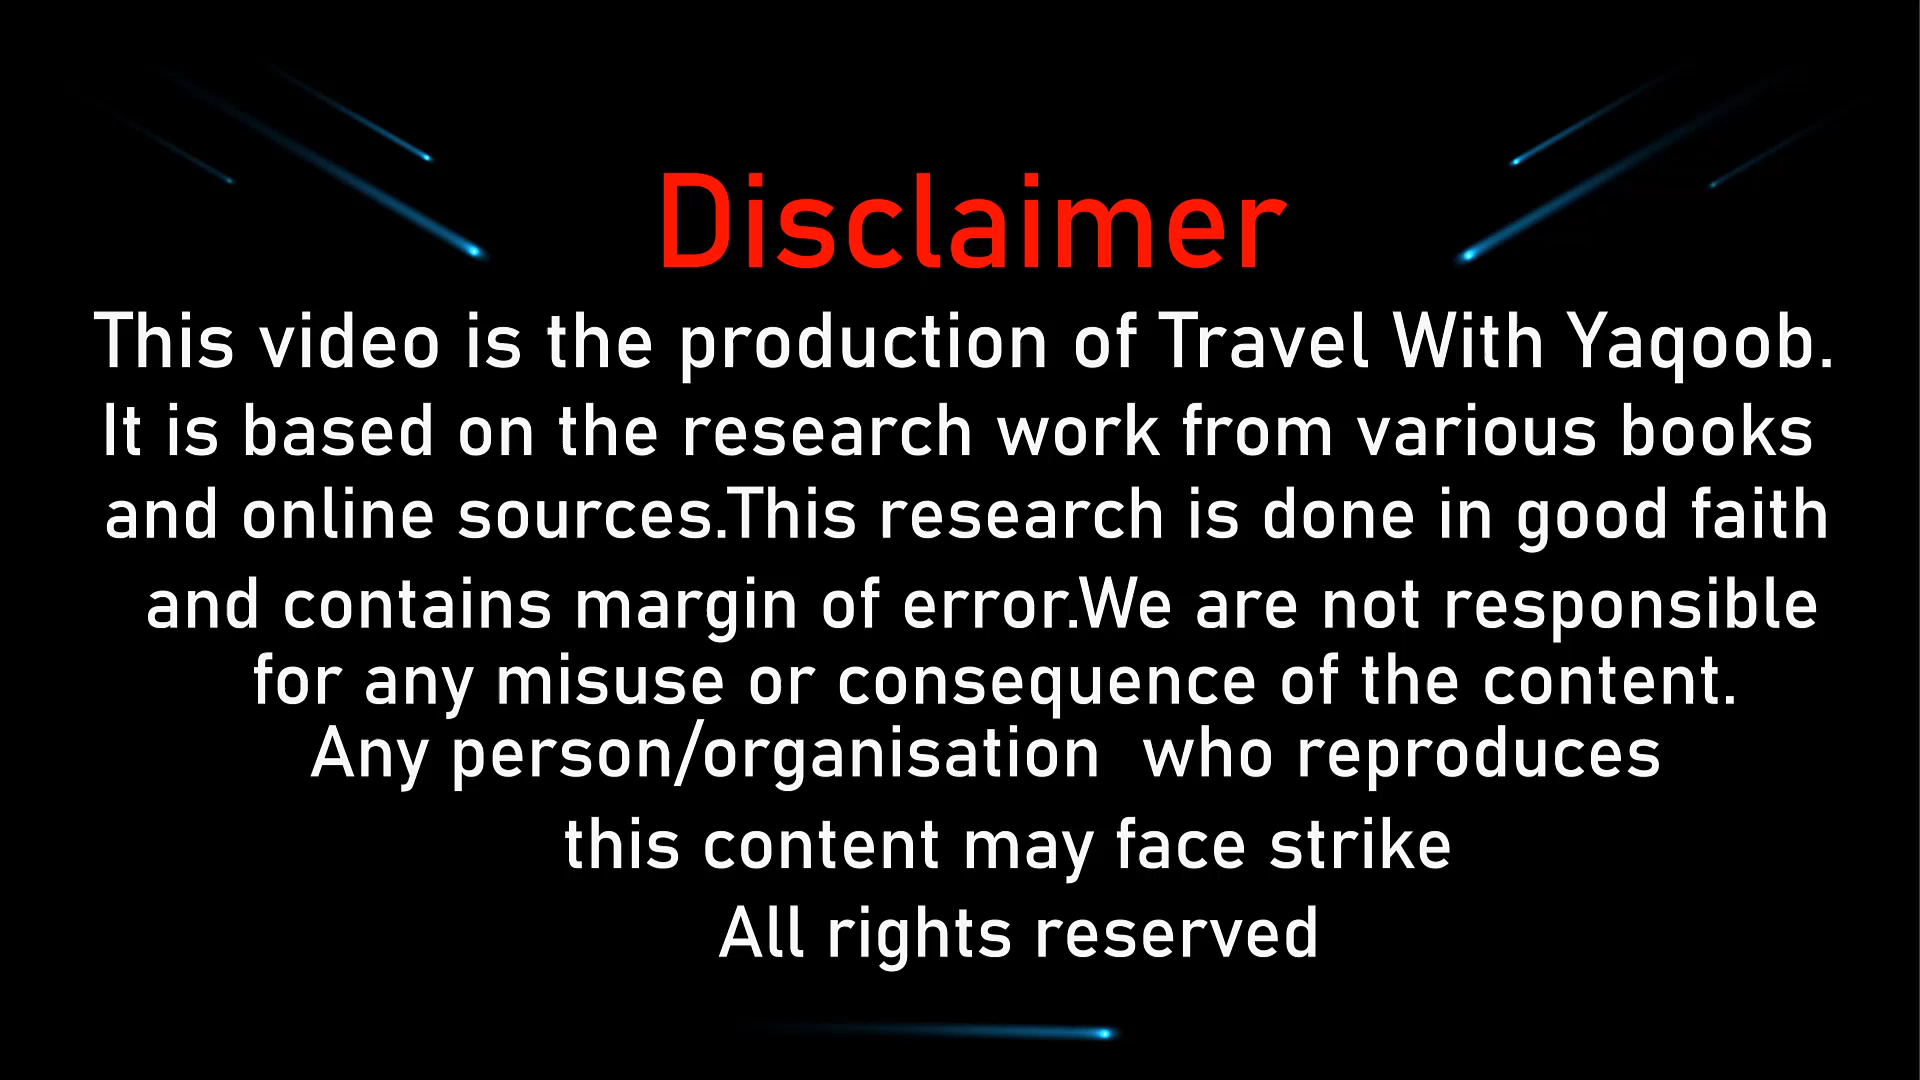 Disclaimer
This video is the production of Travel With Yaqoob.
It is based on the research work from various books
and online sources.This research is done in good faith
and contains margin of error.We are not responsible
for any misuse or consequence of the content.
Any person/organisation  who reproduces
this content may face strike
All rights reserved